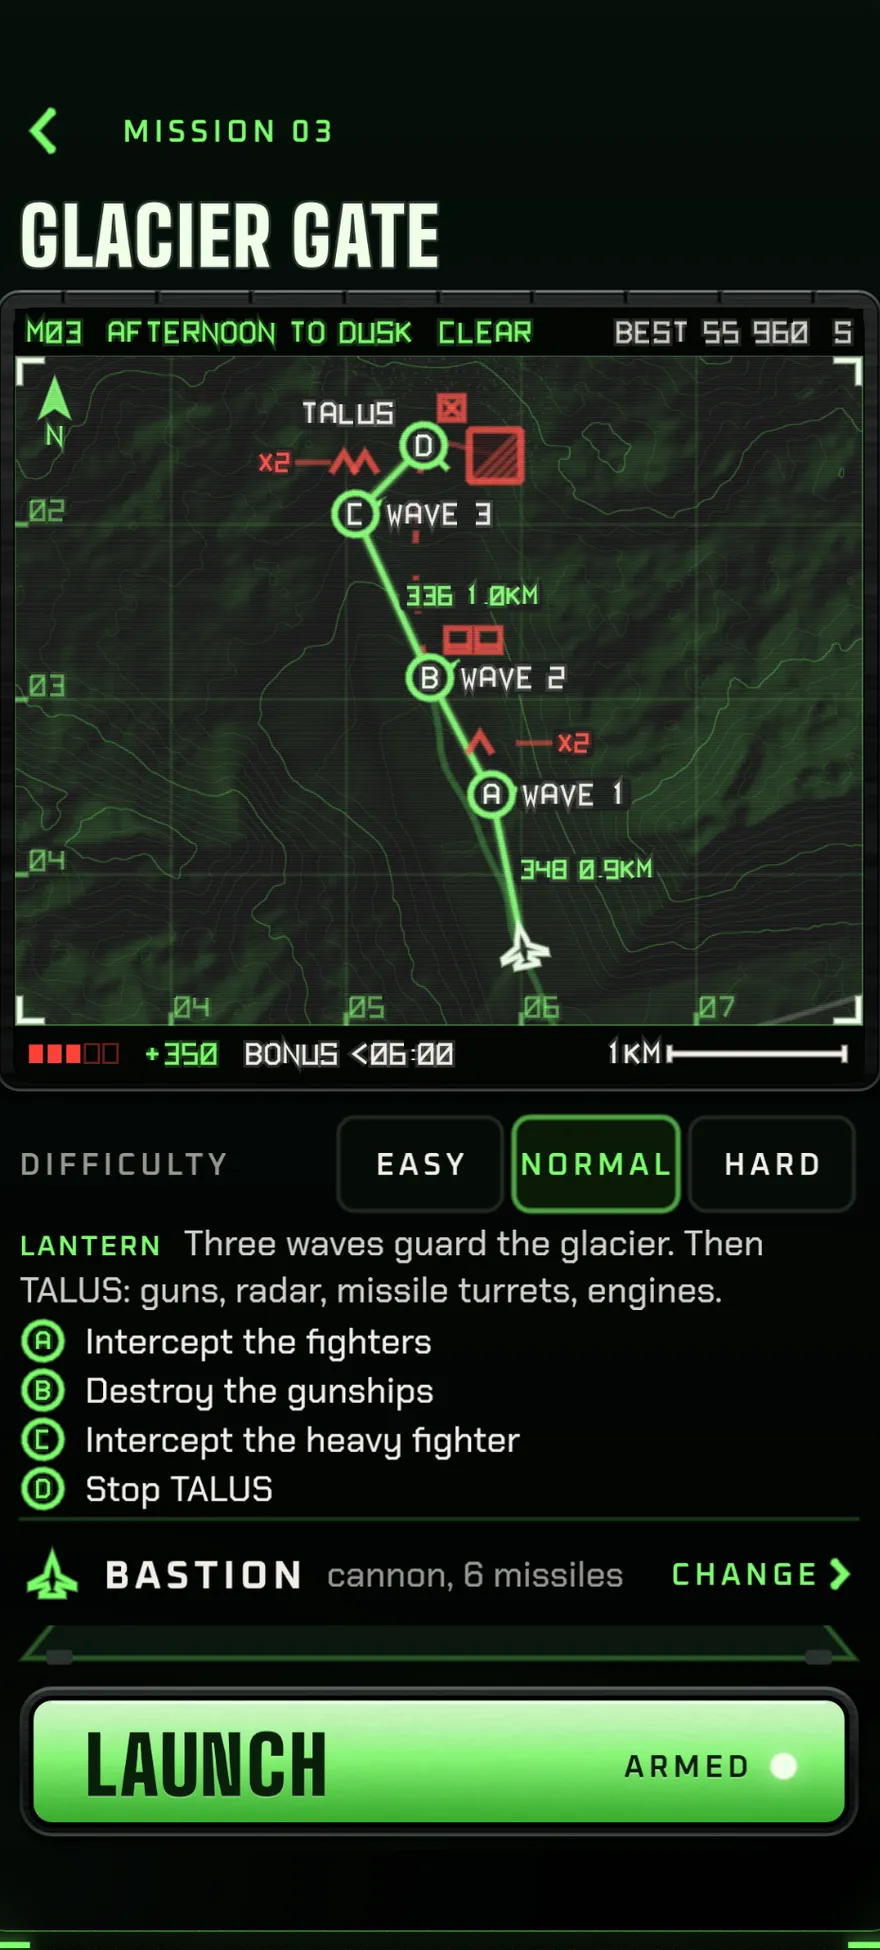 MISSION 03
GLACIER GATE
M03 AFTERNOON TO DUSK CLEAR BEST 55 960 S
N
TALUS
D
x2
02
C WAVE 3
336 1.0KM
03
B WAVE 2
x2
A WAVE 1
04
348 0.9KM
04 05 06 07
+350 BONUS <06:00 1KM
DIFFICULTY EASY NORMAL HARD
LANTERN Three waves guard the glacier. Then
TALUS: guns, radar, missile turrets, engines.
A Intercept the fighters
B Destroy the gunships
C Intercept the heavy fighter
D Stop TALUS
BASTION cannon, 6 missiles CHANGE
LAUNCH ARMED